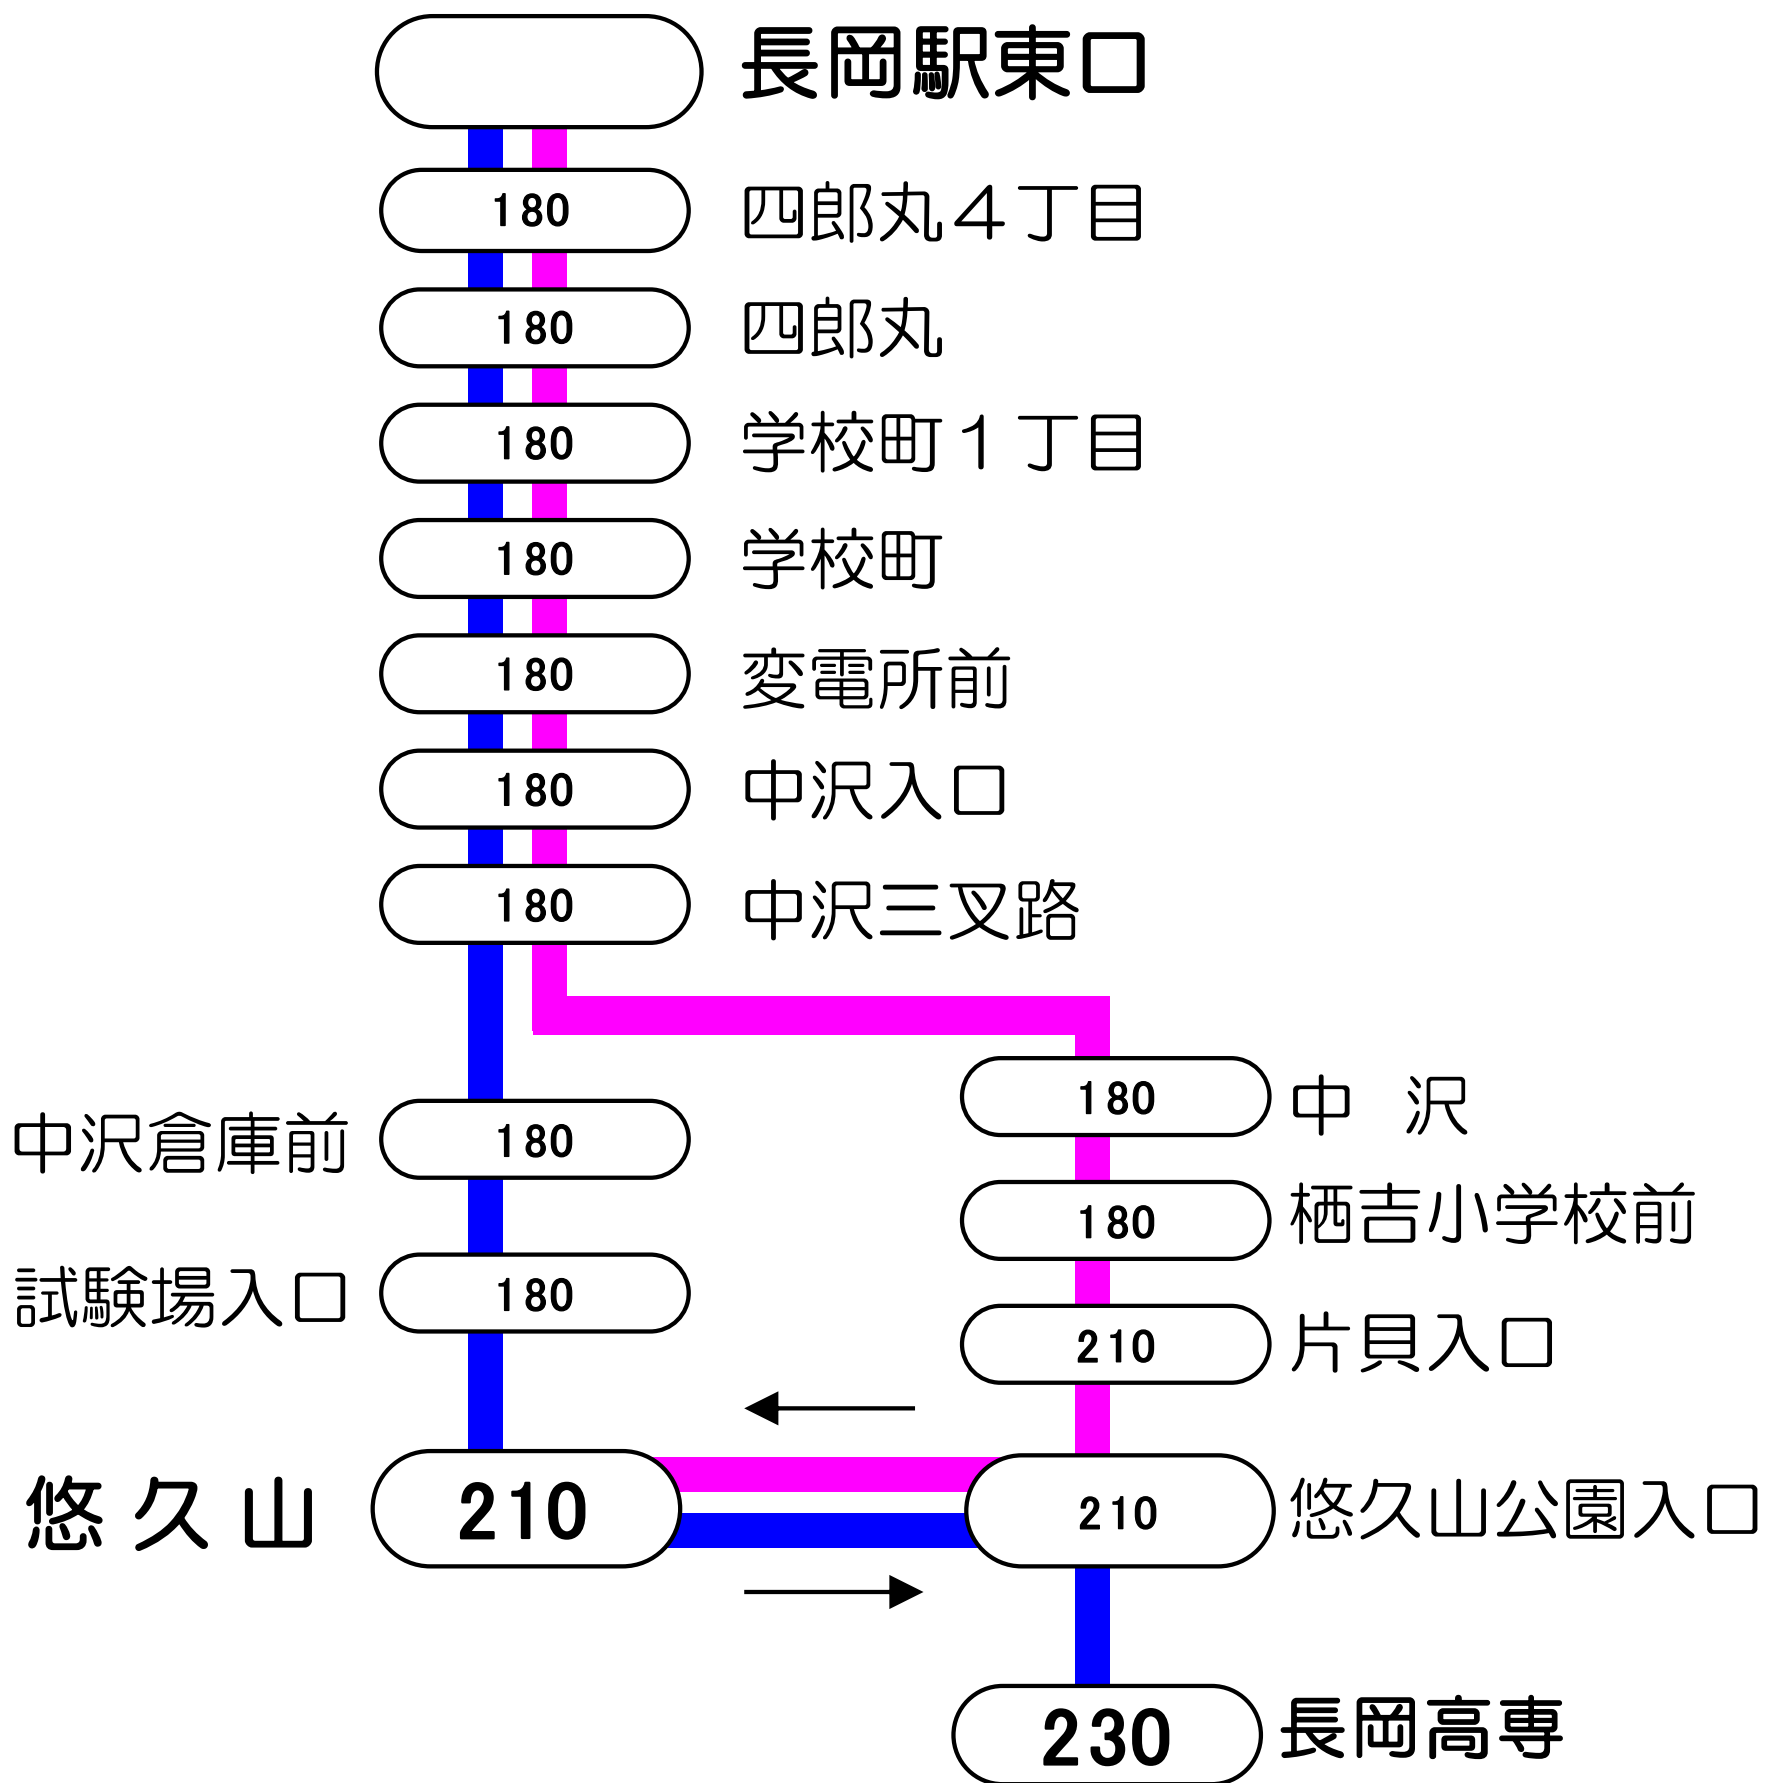 長岡駅東口
180 四郎丸４丁目
180 四郎丸
180 学校町１丁目
180 学校町
180 変電所前
180 中沢入口
180 中沢三叉路
180 中　沢
中沢倉庫前 180
180 栖吉小学校前
試験場入口 180
210 片貝入口
悠久山 210
210 悠久山公園入口
230 長岡高専